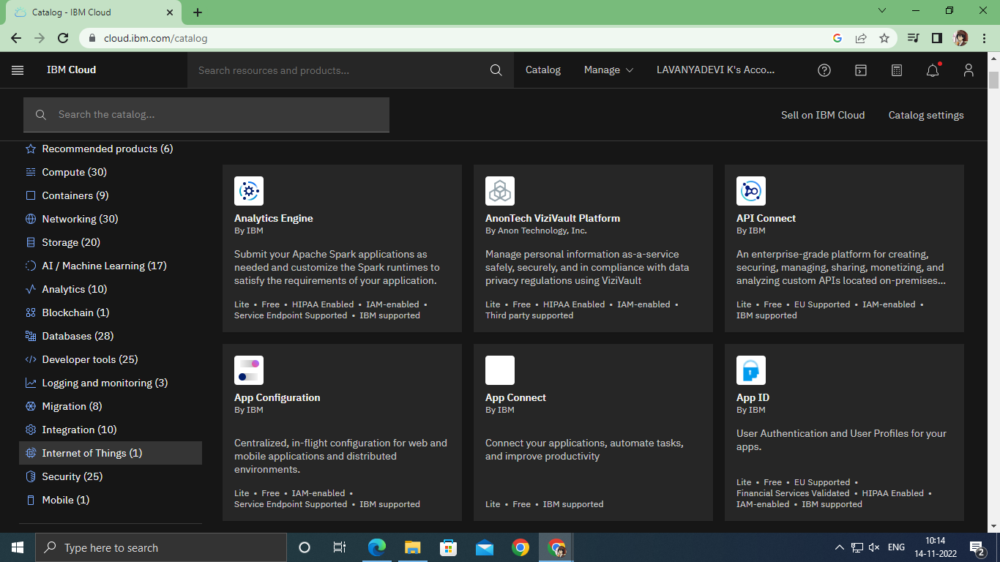 Catalog - IBM Cloud
cloud.ibm.com/catalog
IBM Cloud
Search resources and products...
Catalog
Manage
LAVANYADEVI K's Acco...
Search the catalog...
Sell on IBM Cloud
Catalog settings
Recommended products (6)
Compute (30)
Containers (9)
Networking (30)
Storage (20)
AI / Machine Learning (17)
Analytics (10)
Blockchain (1)
Databases (28)
Developer tools (25)
Logging and monitoring (3)
Migration (8)
Integration (10)
Internet of Things (1)
Security (25)
Mobile (1)
Analytics Engine
By IBM
Submit your Apache Spark applications as
needed and customize the Spark runtimes to
satisfy the requirements of your application.
Lite • Free • HIPAA Enabled • IAM-enabled •
Service Endpoint Supported • IBM supported
AnonTech ViziVault Platform
By Anon Technology, Inc.
Manage personal information as-a-service
safely, securely, and in compliance with data
privacy regulations using ViziVault
Lite • Free • HIPAA Enabled • IAM-enabled •
Third party supported
API Connect
By IBM
An enterprise-grade platform for creating,
securing, managing, sharing, monetizing, and
analyzing custom APIs located on-premises...
Lite • Free • EU Supported • IAM-enabled •
IBM supported
App Configuration
By IBM
Centralized, in-flight configuration for web and
mobile applications and distributed
environments.
Lite • Free • IAM-enabled •
Service Endpoint Supported • IBM supported
App Connect
By IBM
Connect your applications, automate tasks,
and improve productivity
Lite • Free • IBM supported
App ID
By IBM
User Authentication and User Profiles for your
apps.
Lite • Free • EU Supported •
Financial Services Validated • HIPAA Enabled •
IAM-enabled • IBM supported
Type here to search
ENG
10:14
14-11-2022
2